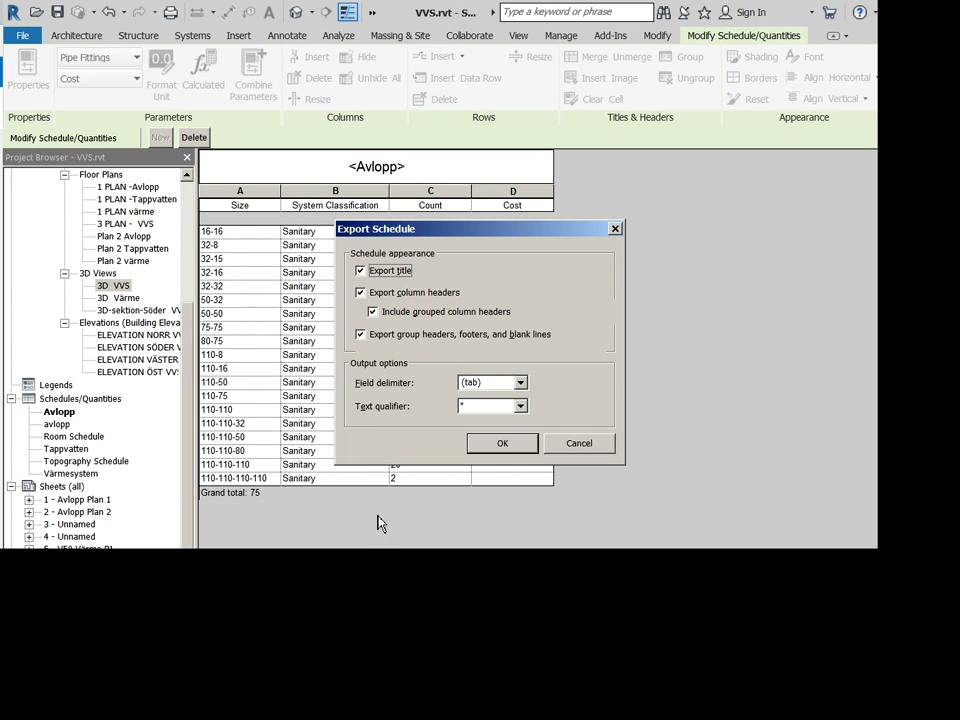 VVS.rvt - S...
Type a keyword or phrase
Sign In
File Architecture Structure Systems Insert Annotate Analyze Massing & Site Collaborate View Manage Add-Ins Modify Modify Schedule/Quantities
Properties
Pipe Fittings
Cost
0.0
Format Unit
fx
Calculated
Combine Parameters
Insert Hide
Delete Unhide All
Resize
Insert Resize
Insert Data Row
Delete
Merge Unmerge Group
Insert Image Ungroup
Clear Cell
Shading Font
Borders Align Horizontal
Reset Align Vertical
Properties Parameters Columns Rows Titles & Headers Appearance
Modify Schedule/Quantities New Delete
Project Browser - VVS.rvt
Floor Plans
1 PLAN -Avlopp
1 PLAN -Tappvatten
1 PLAN värme
3 PLAN - VVS
Plan 2 Avlopp
Plan 2 Tappvatten
Plan 2 värme
3D Views
3D VVS
3D Värme
3D-sektion-Söder VV
Elevations (Building Eleva
ELEVATION NORR VV
ELEVATION SÖDER V
ELEVATION VÄSTER
ELEVATION ÖST VV:
Legends
Schedules/Quantities
Avlopp
avlopp
Room Schedule
Tappvatten
Topography Schedule
Värmesystem
Sheets (all)
1 - Avlopp Plan 1
2 - Avlopp Plan 2
3 - Unnamed
4 - Unnamed
<Avlopp>
A B C D
Size System Classification Count Cost
16-16 Sanitary
32-8 Sanitary
32-15 Sanitary
32-16 Sanitary
32-32 Sanitary
50-32 Sanitary
50-50 Sanitary
75-75 Sanitary
80-75 Sanitary
110-8 Sanitary
110-16 Sanitary
110-50 Sanitary
110-75 Sanitary
110-110 Sanitary
110-110-32 Sanitary
110-110-50 Sanitary
110-110-80 Sanitary
110-110-110 Sanitary
110-110-110-110 Sanitary 2
Grand total: 75
Export Schedule
Schedule appearance
Export title
Export column headers
Include grouped column headers
Export group headers, footers, and blank lines
Output options
Field delimiter: (tab)
Text qualifier: "
OK Cancel